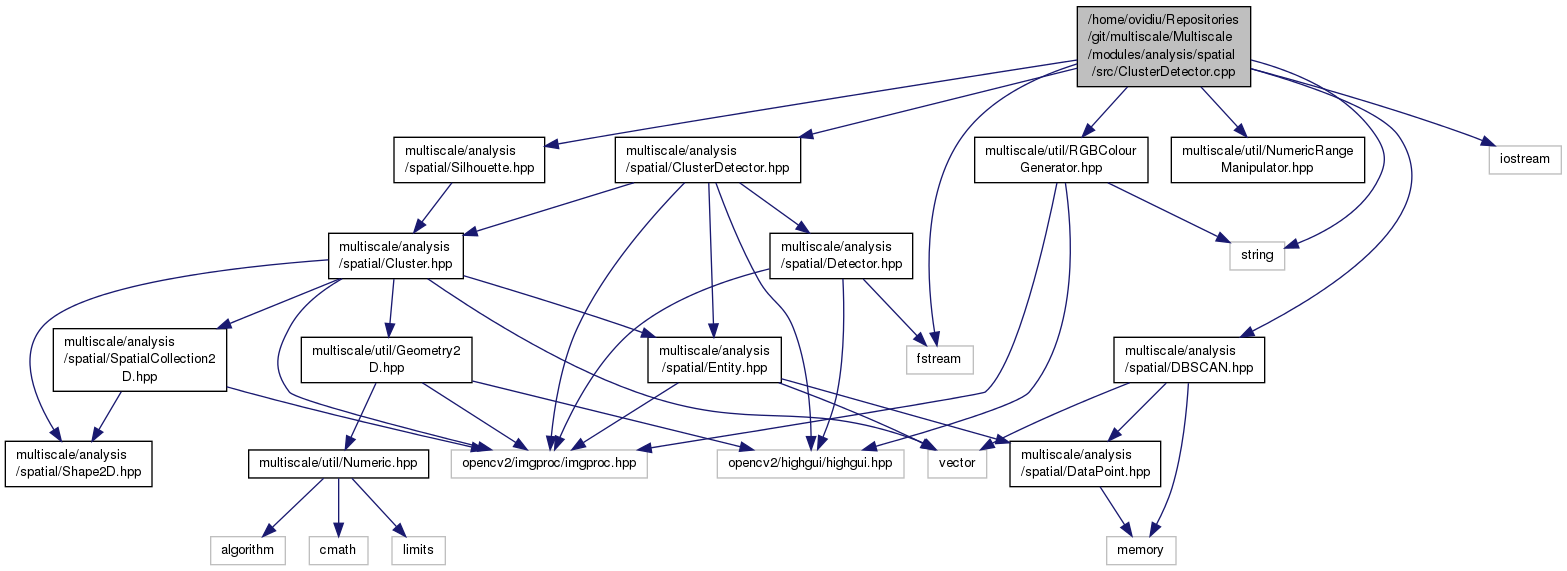 /home/ovidiu/Repositories
/git/multiscale/Multiscale
/modules/analysis/spatial
/src/ClusterDetector.cpp
multiscale/analysis
/spatial/Silhouette.hpp
multiscale/analysis
/spatial/ClusterDetector.hpp
multiscale/util/RGBColour
Generator.hpp
multiscale/util/NumericRange
Manipulator.hpp
iostream
multiscale/analysis
/spatial/Cluster.hpp
multiscale/analysis
/spatial/Detector.hpp
string
multiscale/analysis
/spatial/SpatialCollection2
D.hpp
multiscale/util/Geometry2
D.hpp
multiscale/analysis
/spatial/Entity.hpp
fstream
multiscale/analysis
/spatial/DBSCAN.hpp
multiscale/analysis
/spatial/Shape2D.hpp
multiscale/util/Numeric.hpp
opencv2/imgproc/imgproc.hpp
opencv2/highgui/highgui.hpp
vector
multiscale/analysis
/spatial/DataPoint.hpp
algorithm
cmath
limits
memory